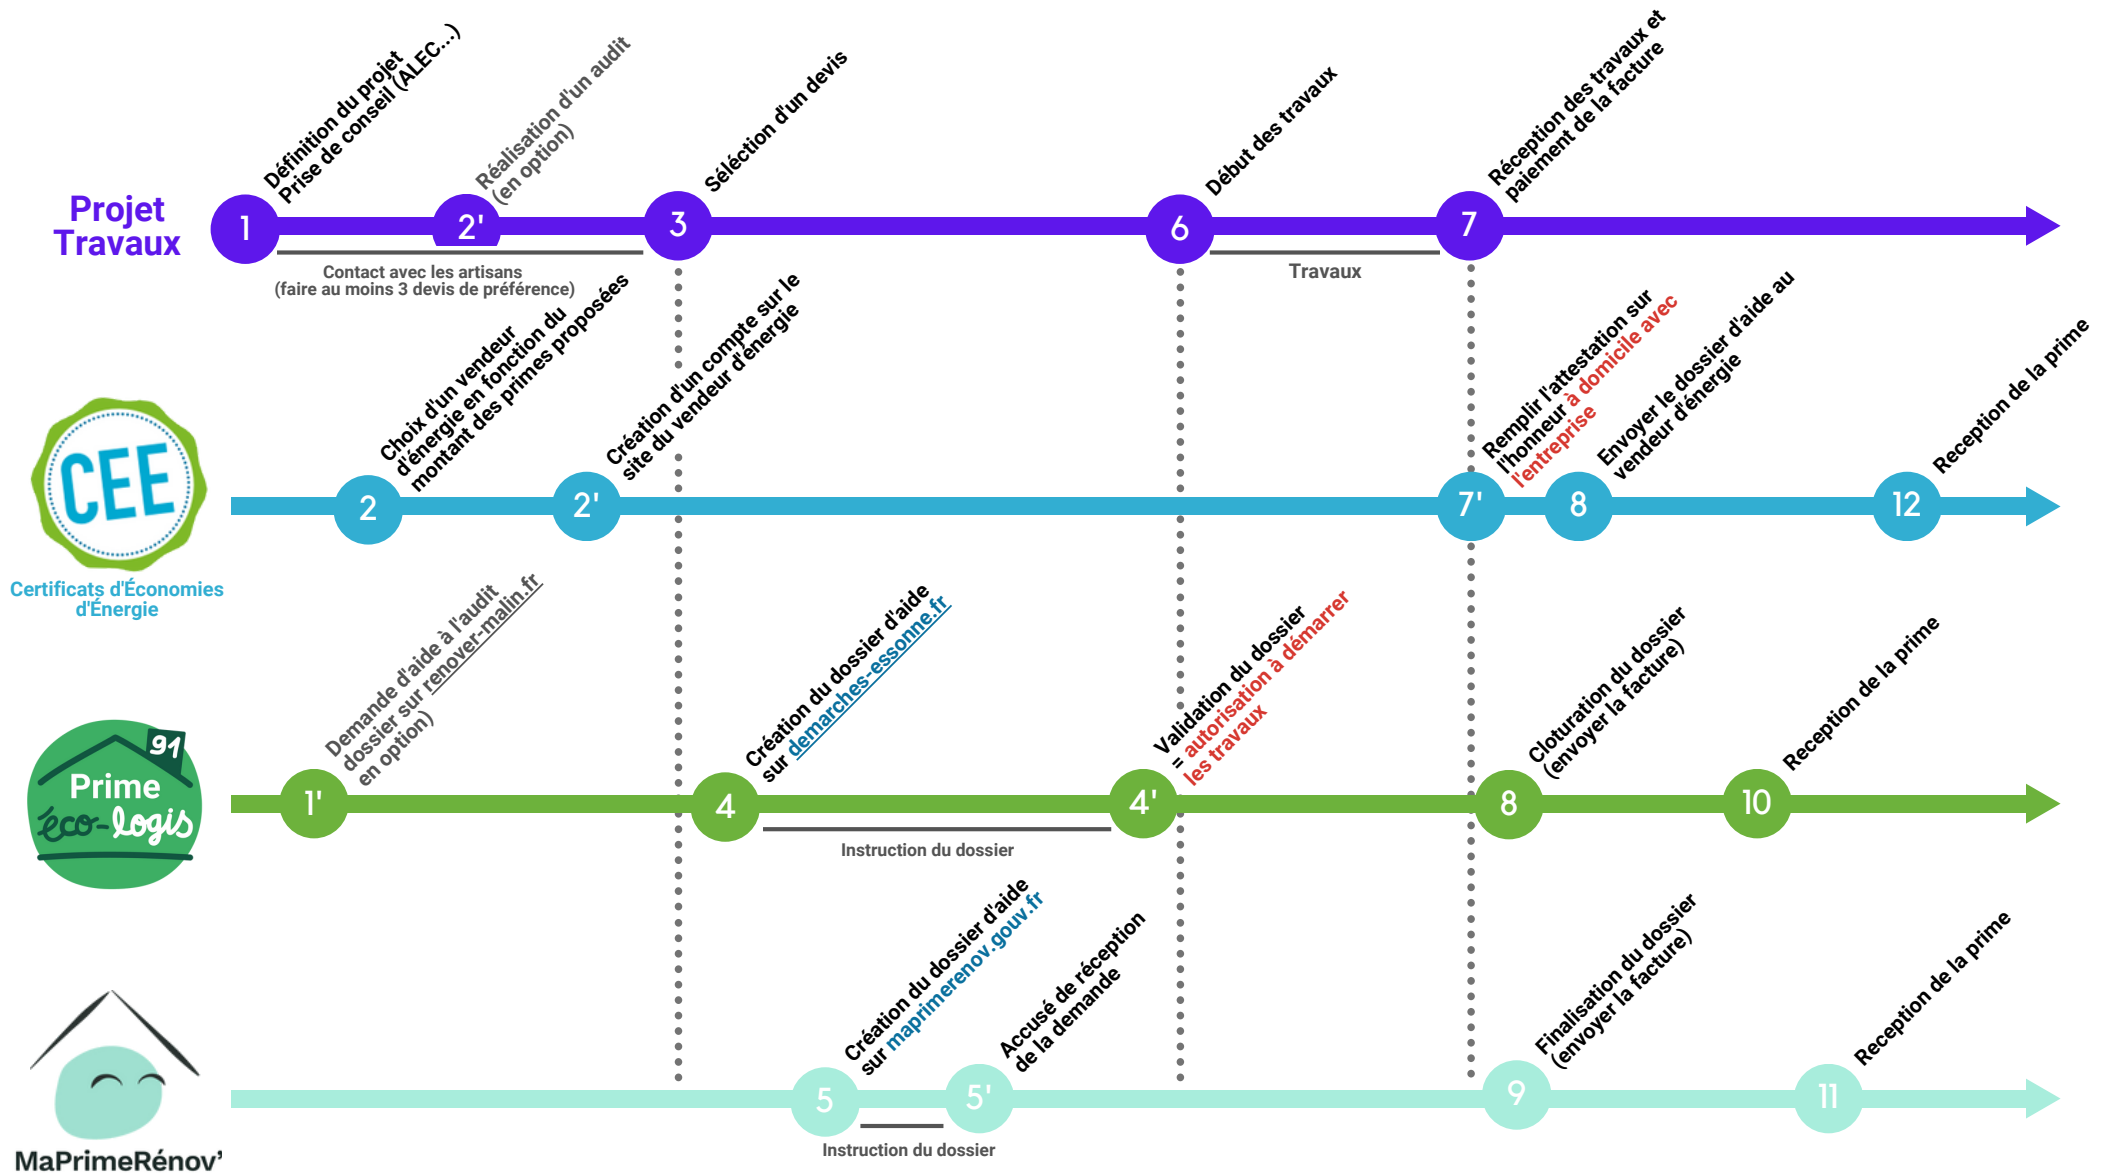 Projet
Travaux
1
Définition du projet
Prise de conseil (ALEC...)
2'
Réalisation d'un audit
(en option)
3
Séléction d'un devis
6
Début des travaux
7
Réception des travaux et
paiement de la facture
Contact avec les artisans
(faire au moins 3 devis de préférence)
Travaux
CEE
Certificats d'Économies
d'Énergie
2
Choix d'un vendeur
d'énergie en fonction du
montant des primes proposées
2'
Création d'un compte sur le
site du vendeur d'énergie
7'
Remplir l'attestation sur
l'honneur à domicile avec
l'entreprise
8
Envoyer le dossier d'aide au
vendeur d'énergie
12
Reception de la prime
91
Prime
éco-logis
1'
Demande d'aide à l'audit
dossier sur renover-malin.fr
en option)
4
Création du dossier d'aide
sur demarches-essonne.fr
4'
Validation du dossier
= autorisation à démarrer
les travaux
8
Cloturation du dossier
(envoyer la facture)
10
Reception de la prime
Instruction du dossier
MaPrimeRénov'
5
Création du dossier d'aide
sur maprimerenov.gouv.fr
5'
Accusé de réception
de la demande
9
Finalisation du dossier
(envoyer la facture)
11
Reception de la prime
Instruction du dossier